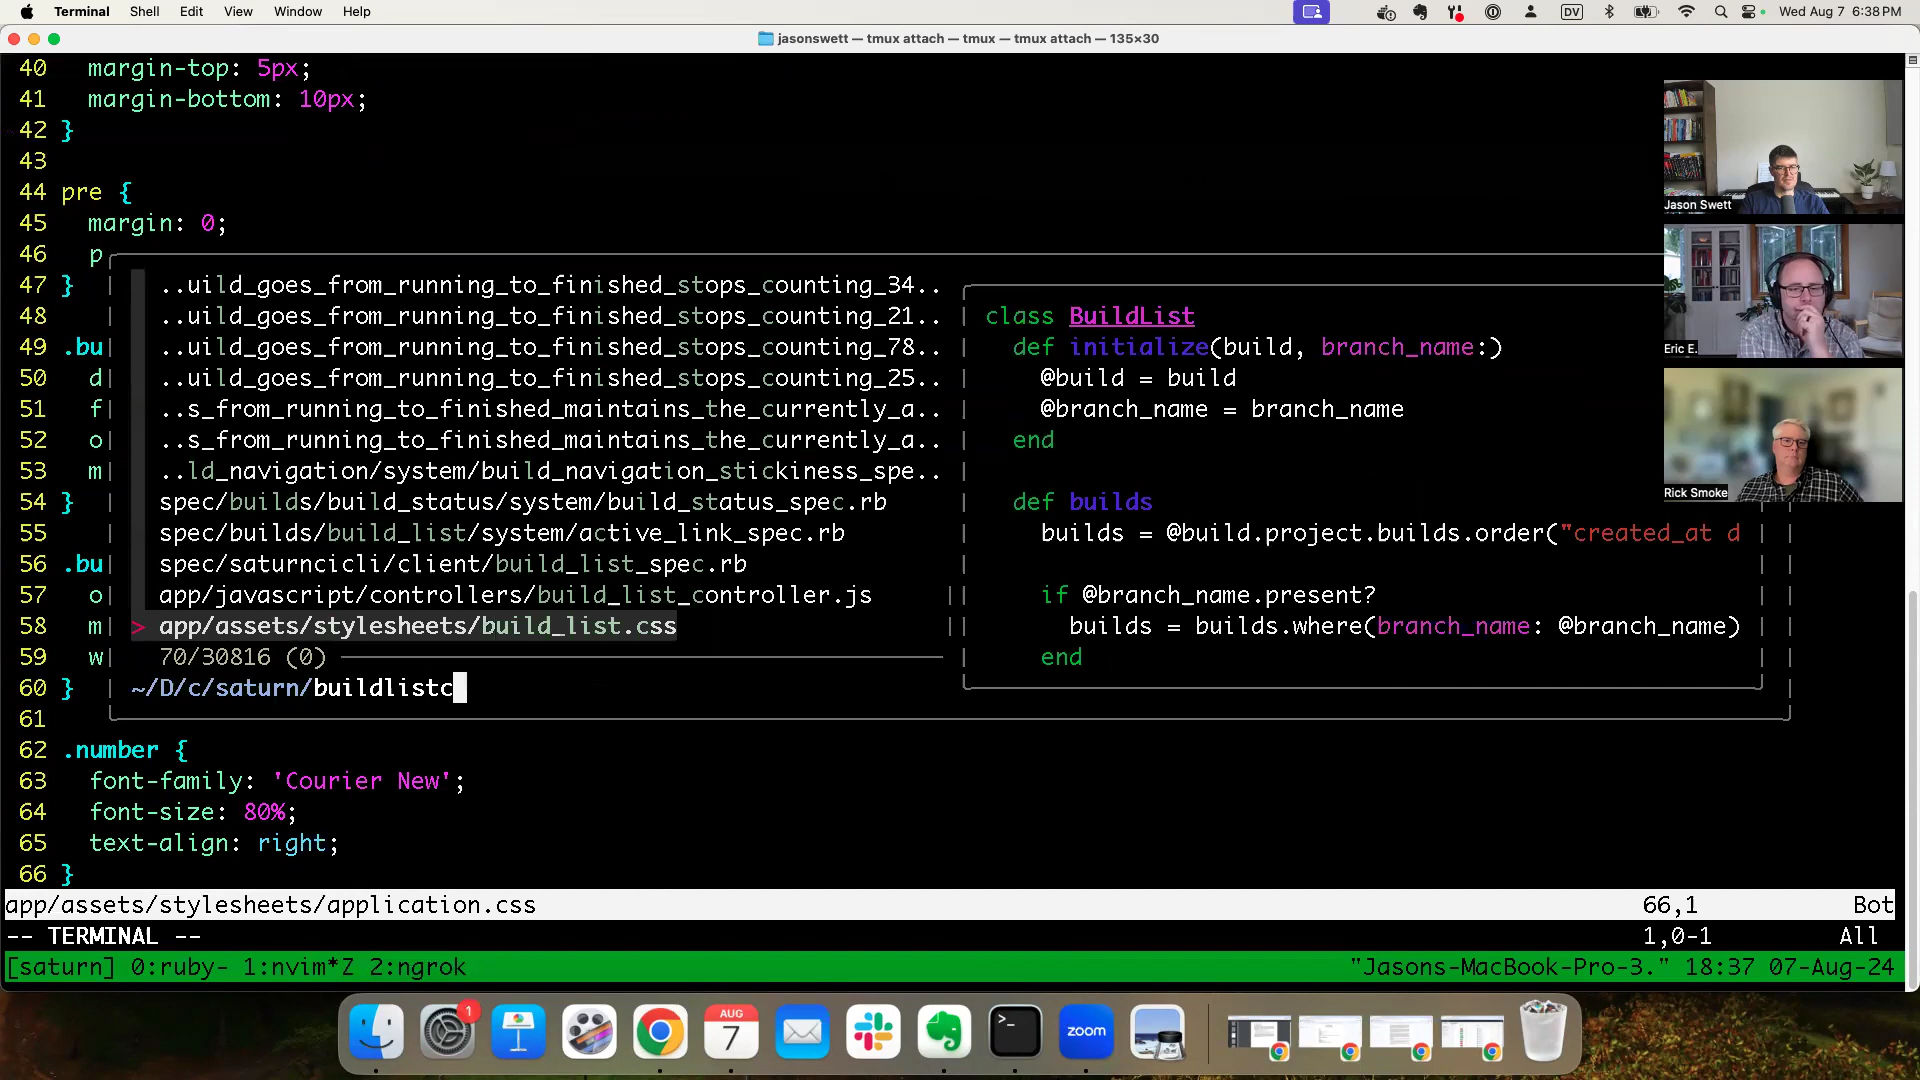 Terminal Shell Edit View Window Help DV Wed Aug 7 6:38 PM
jasonswett — tmux attach — tmux — tmux attach — 135×30
40 margin-top: 5px;
41 margin-bottom: 10px;
42 }
43
44 pre {
45 margin: 0;
46 p
47 }
48
49 .bu
50 d
51 f
52 o
53 m
54 }
55
56 .bu
57 o
58 m
59 w
60 }
61
62 .number {
63 font-family: 'Courier New';
64 font-size: 80%;
65 text-align: right;
66 }
..uild_goes_from_running_to_finished_stops_counting_34..
..uild_goes_from_running_to_finished_stops_counting_21..
..uild_goes_from_running_to_finished_stops_counting_78..
..uild_goes_from_running_to_finished_stops_counting_25..
..s_from_running_to_finished_maintains_the_currently_a..
..s_from_running_to_finished_maintains_the_currently_a..
..ld_navigation/system/build_navigation_stickiness_spe..
spec/builds/build_status/system/build_status_spec.rb
spec/builds/build_list/system/active_link_spec.rb
spec/saturncicli/client/build_list_spec.rb
app/javascript/controllers/build_list_controller.js
> app/assets/stylesheets/build_list.css
70/30816 (0)
~/D/c/saturn/buildlistc
class BuildList
def initialize(build, branch_name:)
@build = build
@branch_name = branch_name
end
def builds
builds = @build.project.builds.order("created_at d
if @branch_name.present?
builds = builds.where(branch_name: @branch_name)
end
Jason Swett
Eric E.
Rick Smoke
app/assets/stylesheets/application.css 66,1 Bot
-- TERMINAL -- 1,0-1 All
[saturn] 0:ruby- 1:nvim*Z 2:ngrok "Jasons-MacBook-Pro-3." 18:37 07-Aug-24
1
AUG
7
>_
zoom